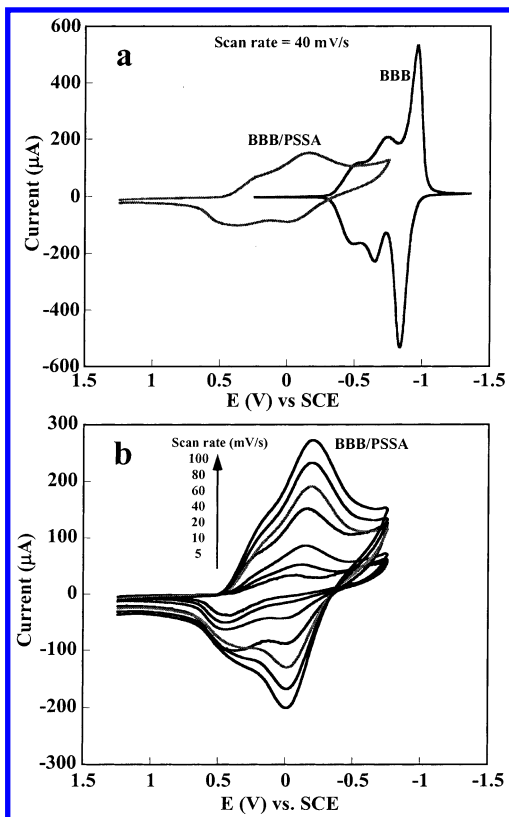 a
Scan rate = 40 mV/s
BBB
BBB/PSSA
Current (μA)
600
400
200
0
-200
-400
-600
1.5 1 0.5 0 -0.5 -1 -1.5
E (V) vs SCE
b
Scan rate (mV/s)
BBB/PSSA
100
80
60
40
20
10
5
Current (μA)
300
200
100
0
-100
-200
-300
1.5 1 0.5 0 -0.5 -1 -1.5
E (V) vs. SCE